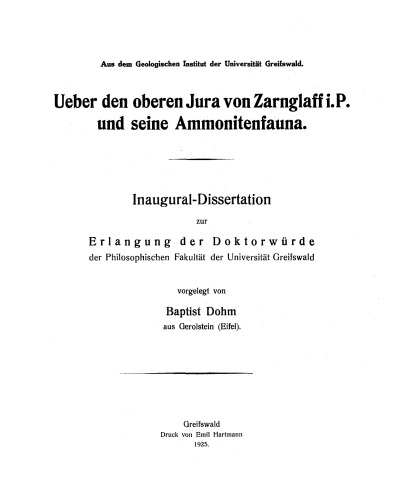 Aus dem Geologischen Institut der Universität Greifswald.
Ueber den oberen Jura von Zarnglaff i. P.
und seine Ammonitenfauna.
Inaugural-Dissertation
zur
Erlangung der Doktorwürde
der Philosophischen Fakultät der Universität Greifswald
vorgelegt von
Baptist Dohm
aus Gerolstein (Eifel).
Greifswald
Druck von Emil Hartmann
1925.